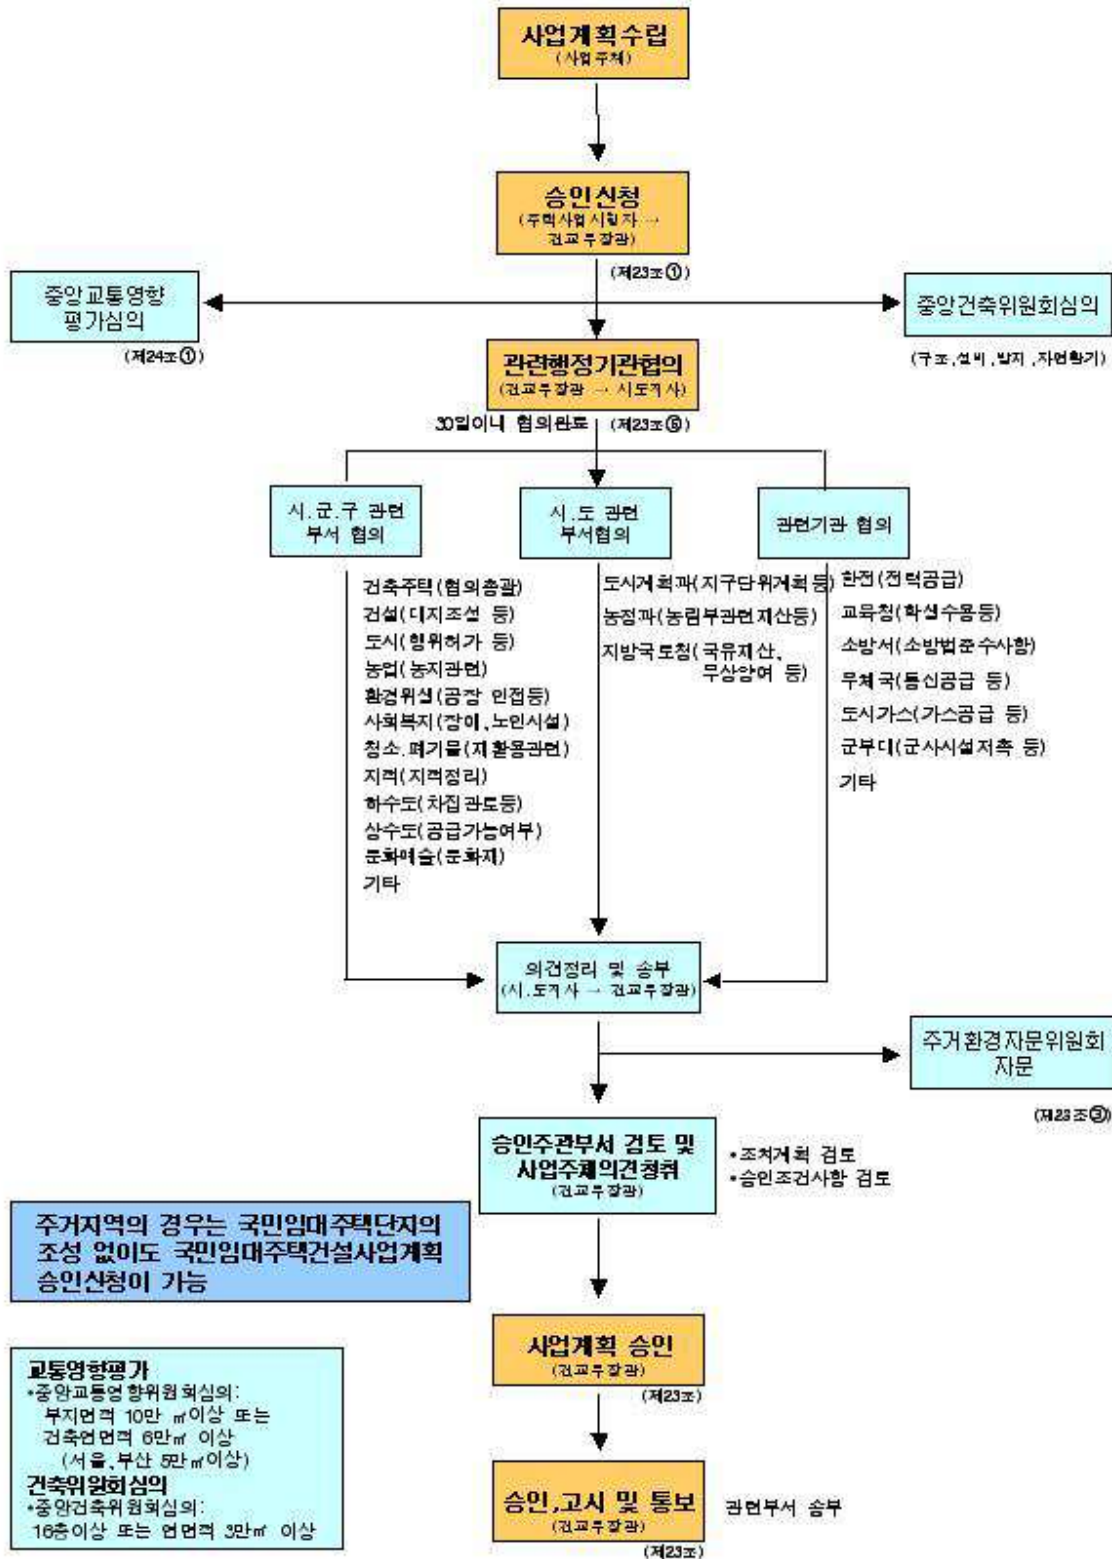 사업계획수립
(사업주체)
승인신청
(주택사업시행자 →
건교부장관)
(제23조①)
중앙교통영향
평가심의
(제24조①)
중앙건축위원회심의
(구조,설비,방재,자연환기)
관련행정기관협의
(건교부장관 → 시도지사)
30일이내 협의완료 (제23조⑥)
시.군.구 관련
부서 협의
시.도 관련
부서협의
관련기관 협의
건축주택(협의총괄)
건설(대지조성 등)
도시(행위허가 등)
농업(농지관련)
환경위생(공장 인접등)
사회복지(장애,노인시설)
청소.폐기물(재활용관련)
지적(지적정리)
하수도(차집관로등)
상수도(공급가능여부)
문화예술(문화재)
기타
도시계획과(지구단위계획등)
농정과(농림부관련재산등)
지방국토청(국유재산,
무상양여 등)
한전(전력공급)
교육청(학생수용등)
소방서(소방법준수사항)
우체국(통신공급 등)
도시가스(가스공급 등)
군부대(군사시설저촉 등)
기타
의견정리 및 송부
(시.도지사 → 건교부장관)
주거환경자문위원회
자문
(제23조③)
승인주관부서 검토 및
사업주체의견청취
(건교부장관)
•조치계획 검토
•승인조건사항 검토
주거지역의 경우는 국민임대주택단지의
조성 없이도 국민임대주택건설사업계획
승인신청이 가능
사업계획 승인
(건교부장관)
(제23조)
교통영향평가
•중앙교통영향위원회심의:
부지면적 10만 ㎡이상 또는
건축연면적 6만㎡ 이상
(서울,부산 5만㎡이상)
건축위원회심의
•중앙건축위원회심의:
16층이상 또는 연면적 3만㎡ 이상
승인,고시 및 통보
(건교부장관)
관련부서 송부
(제23조)